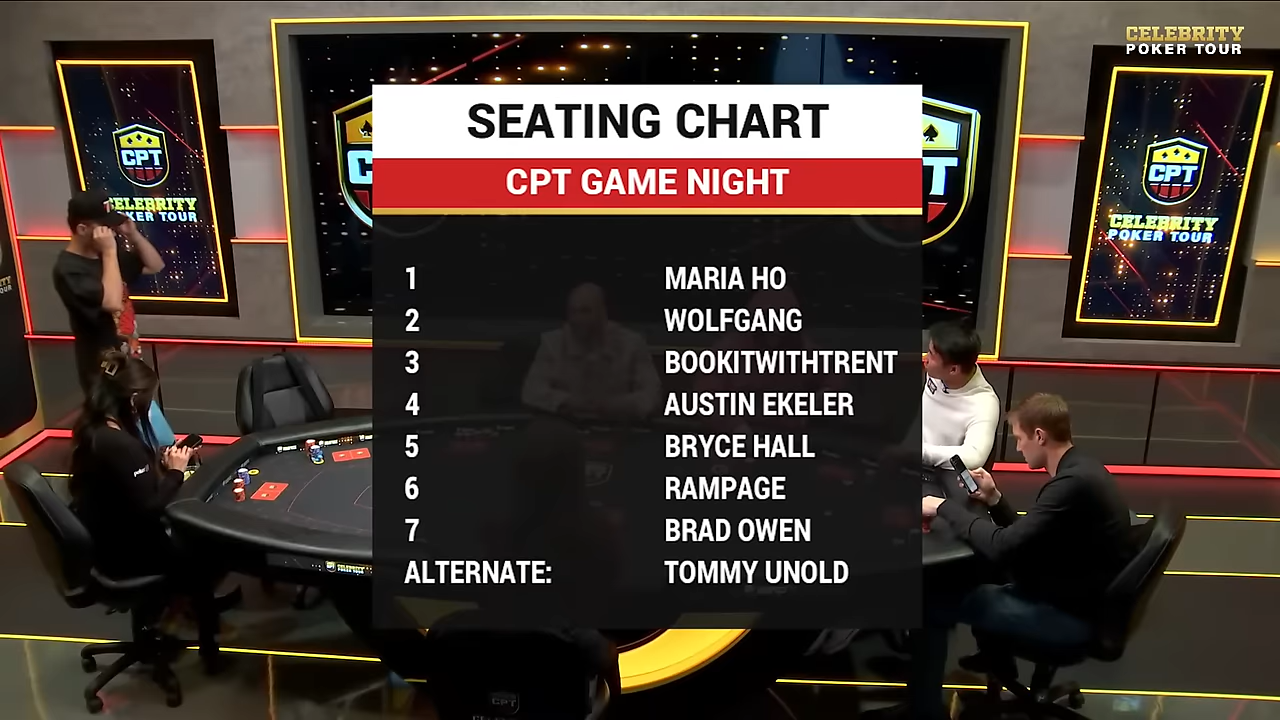 CELEBRITY
POKER TOUR
SEATING CHART
CPT GAME NIGHT
1 MARIA HO
2 WOLFGANG
3 BOOKITWITHTRENT
4 AUSTIN EKELER
5 BRYCE HALL
6 RAMPAGE
7 BRAD OWEN
ALTERNATE: TOMMY UNOLD
CPT
CELEBRITY
POKER TOUR
CPT
CELEBRITY
POKER TOUR
CPT